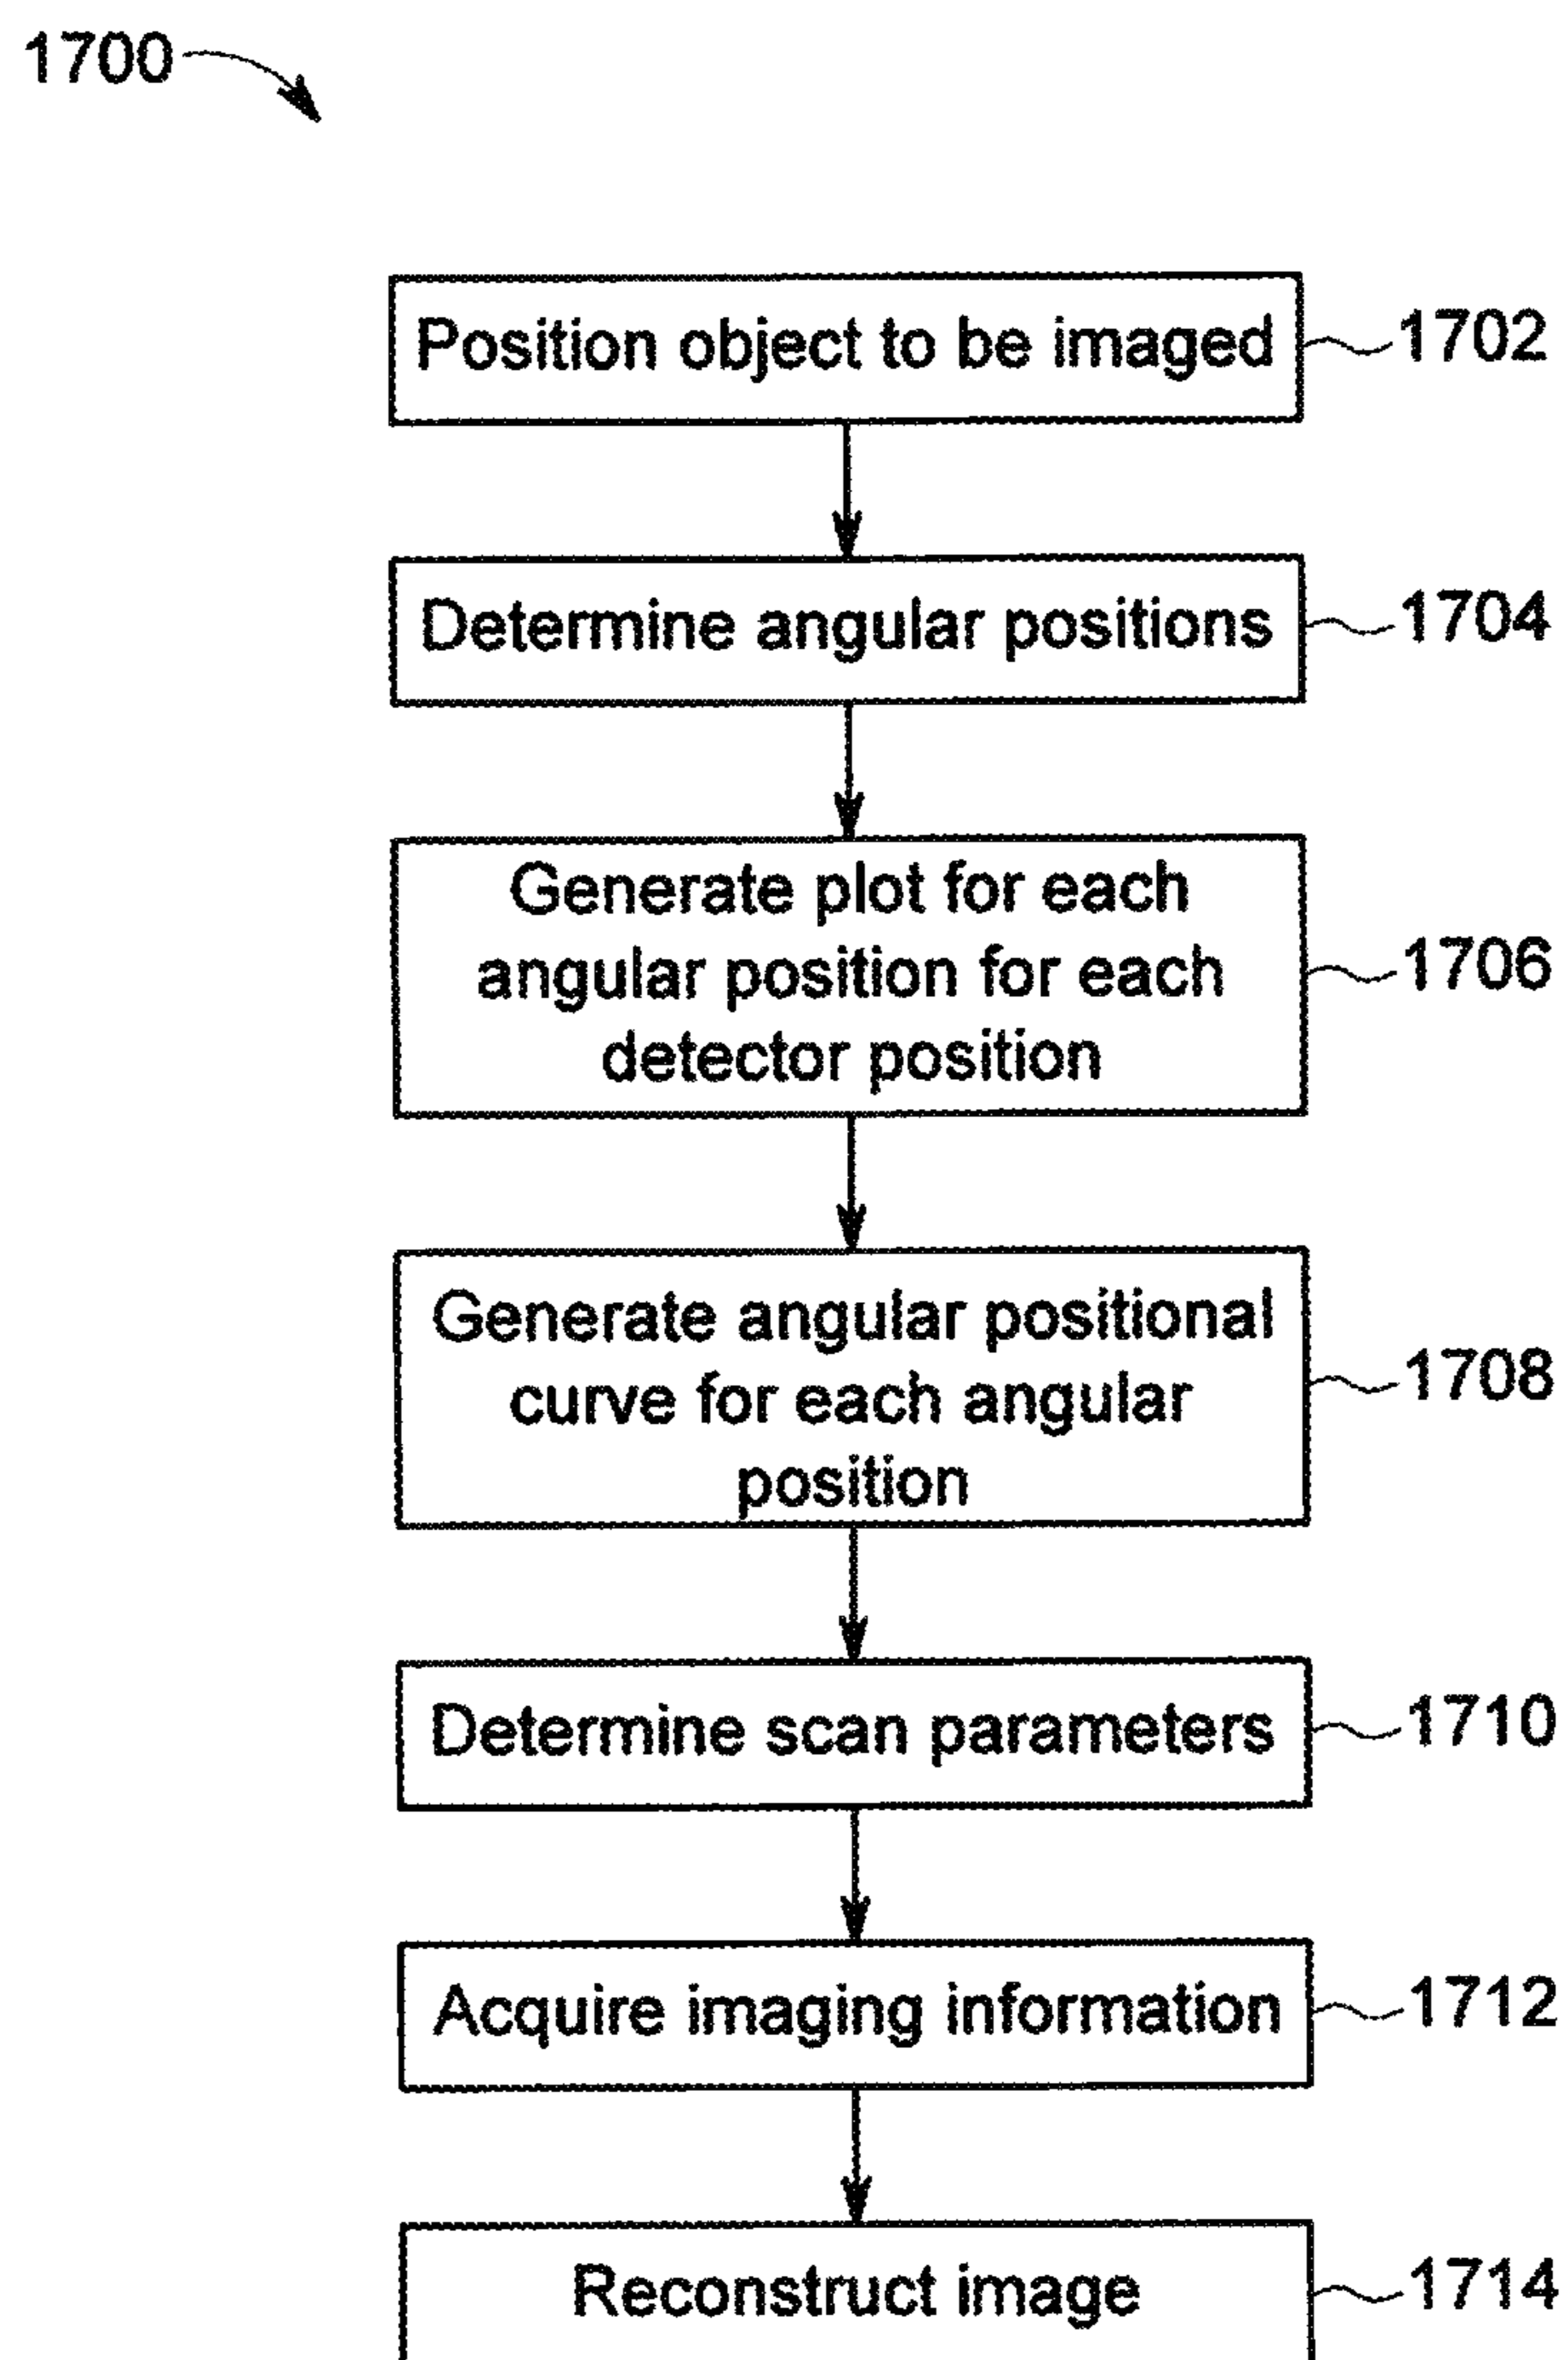 1700
Position object to be imaged
1702
Determine angular positions
1704
Generate plot for each
angular position for each
detector position
1706
Generate angular positional
curve for each angular
position
1708
Determine scan parameters
1710
Acquire imaging information
1712
Reconstruct image
1714